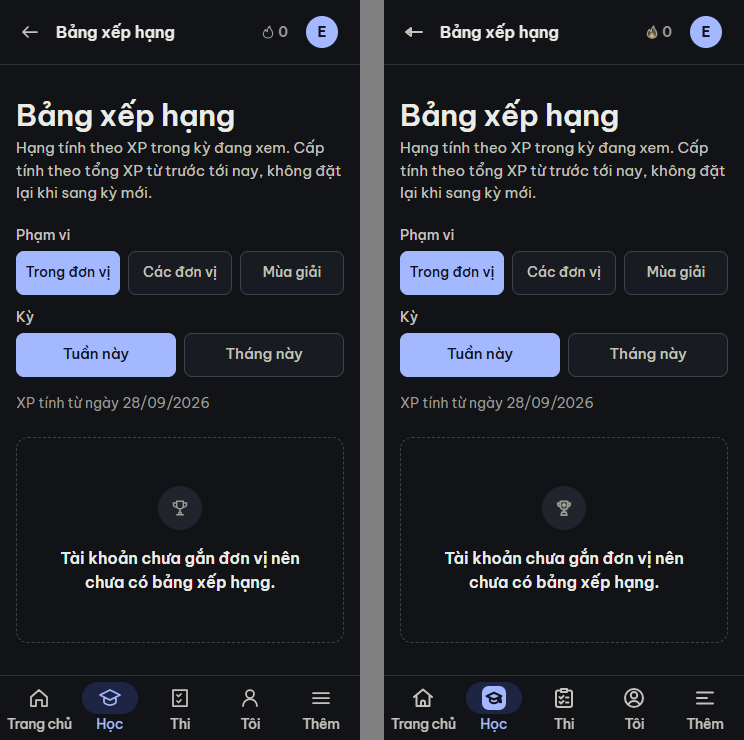 Bảng xếp hạng
0
E
Bảng xếp hạng
Hạng tính theo XP trong kỳ đang xem. Cấp
tính theo tổng XP từ trước tới nay, không đặt
lại khi sang kỳ mới.
Phạm vi
Trong đơn vị
Các đơn vị
Mùa giải
Kỳ
Tuần này
Tháng này
XP tính từ ngày 28/09/2026
Tài khoản chưa gắn đơn vị nên
chưa có bảng xếp hạng.
Trang chủ
Học
Thi
Tôi
Thêm
Bảng xếp hạng
0
E
Bảng xếp hạng
Hạng tính theo XP trong kỳ đang xem. Cấp
tính theo tổng XP từ trước tới nay, không đặt
lại khi sang kỳ mới.
Phạm vi
Trong đơn vị
Các đơn vị
Mùa giải
Kỳ
Tuần này
Tháng này
XP tính từ ngày 28/09/2026
Tài khoản chưa gắn đơn vị nên
chưa có bảng xếp hạng.
Trang chủ
Học
Thi
Tôi
Thêm